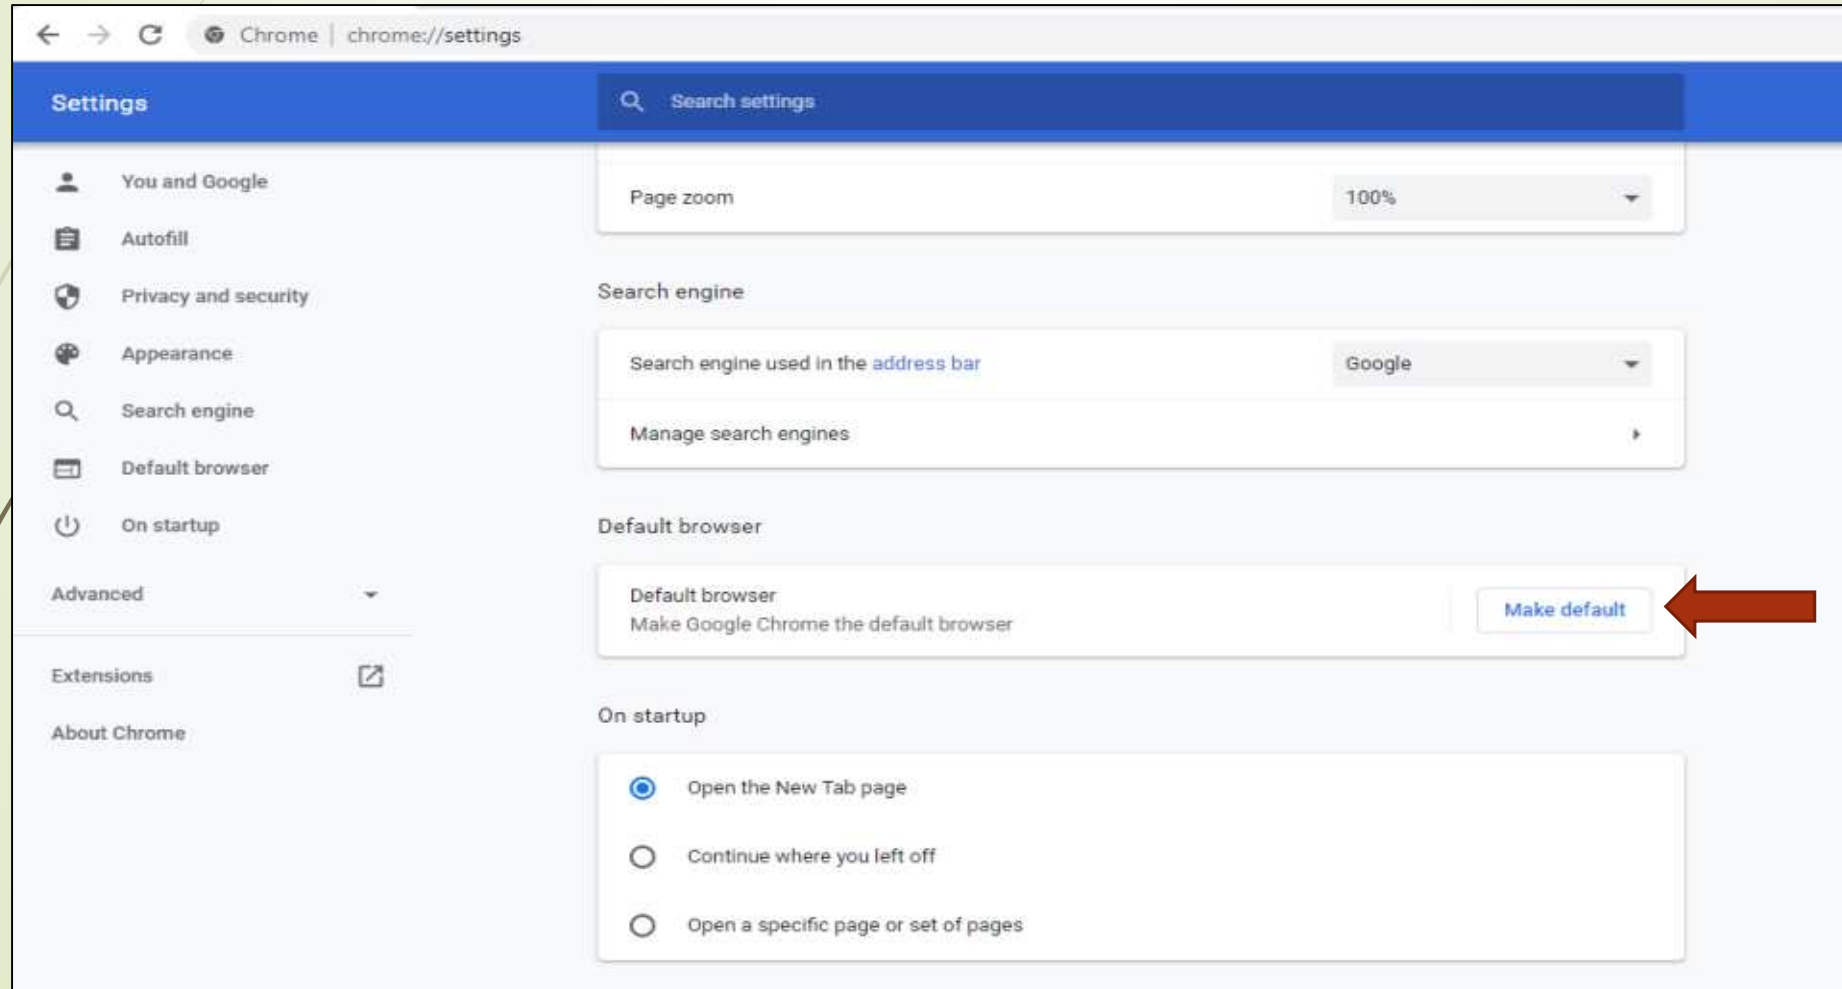 Chrome | chrome://settings
Settings
Search settings
You and Google
Autofill
Privacy and security
Appearance
Search engine
Default browser
On startup
Advanced
Extensions
About Chrome
Page zoom 100%
Search engine
Search engine used in the address bar Google
Manage search engines
Default browser
Default browser
Make Google Chrome the default browser
Make default
On startup
Open the New Tab page
Continue where you left off
Open a specific page or set of pages